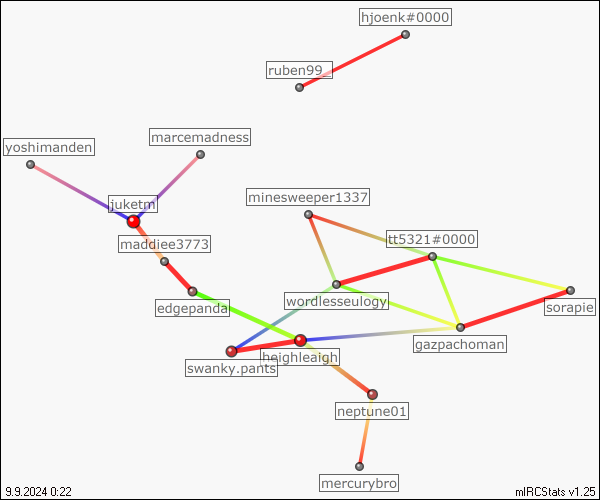 hjoenk#0000
ruben99_
marcemadness
yoshimanden
minesweeper1337
juketm
maddiee3773
tt5321#0000
wordlesseulogy
edgepanda
sorapie
gazpachoman
heighleaigh
swanky.pants
neptune01
mercurybro
9.9.2024 0:22
mIRCStats v1.25